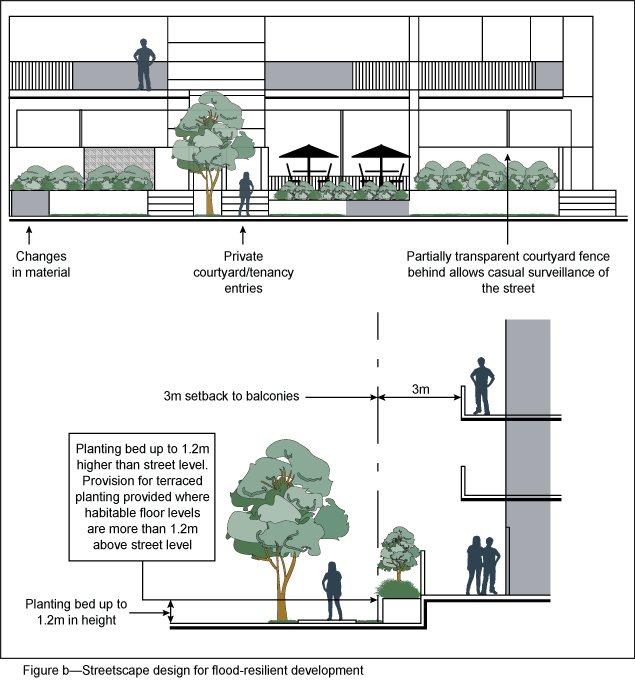 Changes
in material
Private
courtyard/tenancy
entries
Partially transparent courtyard fence
behind allows casual surveillance of
the street
3m setback to balconies
3m
Planting bed up to 1.2m
higher than street level.
Provision for terraced
planting provided where
habitable floor levels
are more than 1.2m
above street level
Planting bed up to
1.2m in height
Figure b—Streetscape design for flood-resilient development